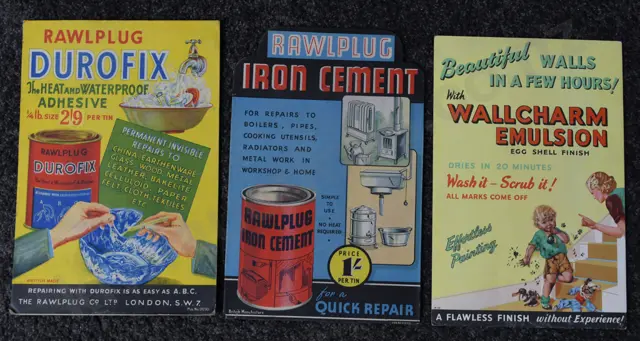 RAWLPLUG
DUROFIX
The HEAT AND WATERPROOF
ADHESIVE
¼ lb. SIZE 2'9 PER TIN
PERMANENT INVISIBLE
REPAIRS TO
CHINA, EARTHENWARE,
GLASS, WOOD, METAL,
LEATHER, BAKELITE
CELLULOID, PAPER
FELT, CLOTH, TEXTILES
ETC.
RAWLPLUG
DUROFIX
REPAIRING WITH DUROFIX IS AS EASY AS A.B.C.
THE RAWLPLUG CO LTD LONDON, S.W.7
RAWLPLUG
IRON CEMENT
FOR REPAIRS TO
BOILERS, PIPES,
COOKING UTENSILS,
RADIATORS AND
METAL WORK IN
WORKSHOP & HOME
SIMPLE
TO USE
NO HEAT
REQUIRED
RAWLPLUG
IRON CEMENT
PRICE
1/-
PER TIN
for a
QUICK REPAIR
British Manufacture
Beautiful WALLS
IN A FEW HOURS!
With
WALLCHARM
EMULSION
EGG SHELL FINISH
DRIES IN 20 MINUTES
Wash it - Scrub it!
ALL MARKS COME OFF
Effortless
Painting
A FLAWLESS FINISH without Experience!